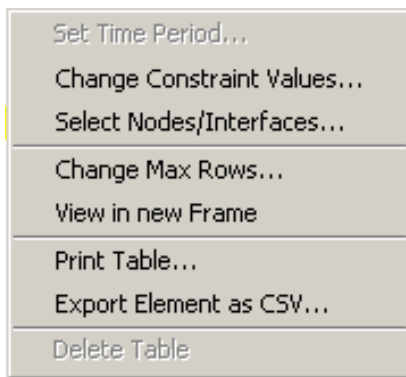 Set Time Period...
Change Constraint Values...
Select Nodes/Interfaces...
Change Max Rows...
View in new Frame
Print Table...
Export Element as CSV...
Delete Table